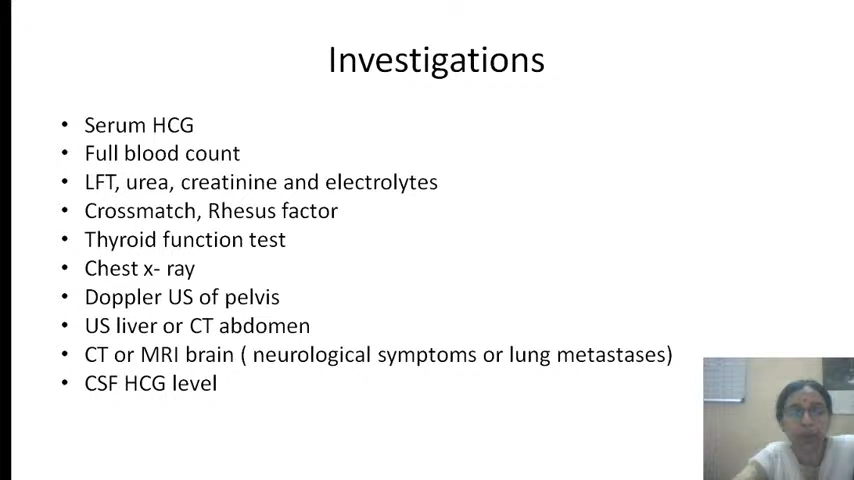 Investigations
• Serum HCG
• Full blood count
• LFT, urea, creatinine and electrolytes
• Crossmatch, Rhesus factor
• Thyroid function test
• Chest x- ray
• Doppler US of pelvis
• US liver or CT abdomen
• CT or MRI brain ( neurological symptoms or lung metastases)
• CSF HCG level